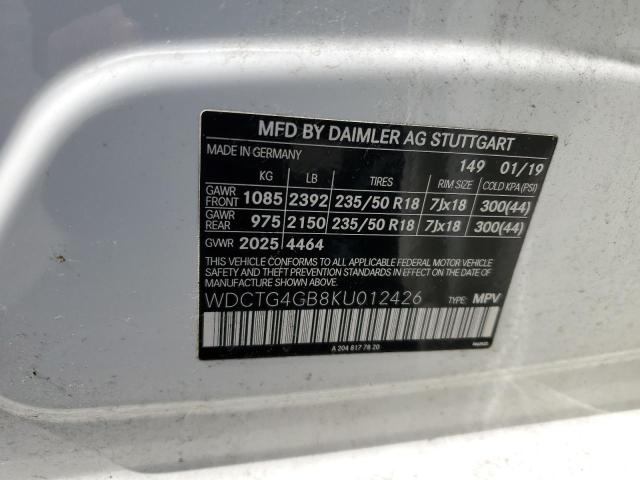 MFD BY DAIMLER AG STUTTGART
MADE IN GERMANY 149 01/19
KG LB TIRES RIM SIZE COLD KPA (PSI)
GAWR FRONT 1085 2392 235/50 R18 7Jx18 300(44)
GAWR REAR 975 2150 235/50 R18 7Jx18 300(44)
GVWR 2025 4464
THIS VEHICLE CONFORMS TO ALL APPLICABLE FEDERAL MOTOR VEHICLE
SAFETY, BUMPER, AND THEFT PREVENTION STANDARDS IN EFFECT ON THE
DATE OF MANUFACTURE SHOWN ABOVE.
WDCTG4GB8KU012426 TYPE: MPV
A 204 817 78 20